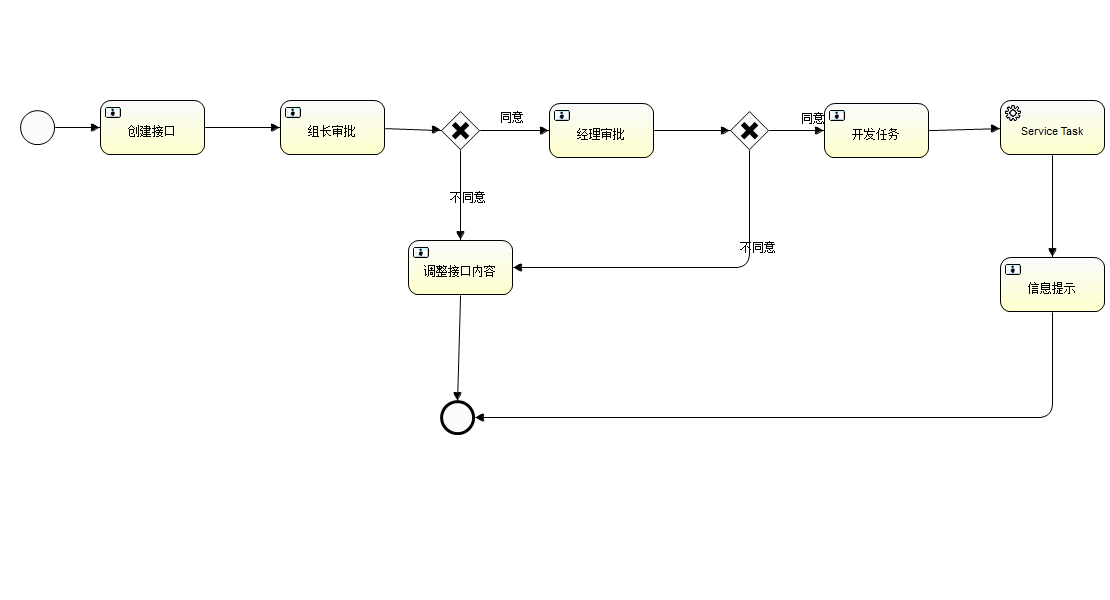 创建接口
组长审批
同意
经理审批
同意
开发任务
Service Task
不同意
不同意
调整接口内容
信息提示